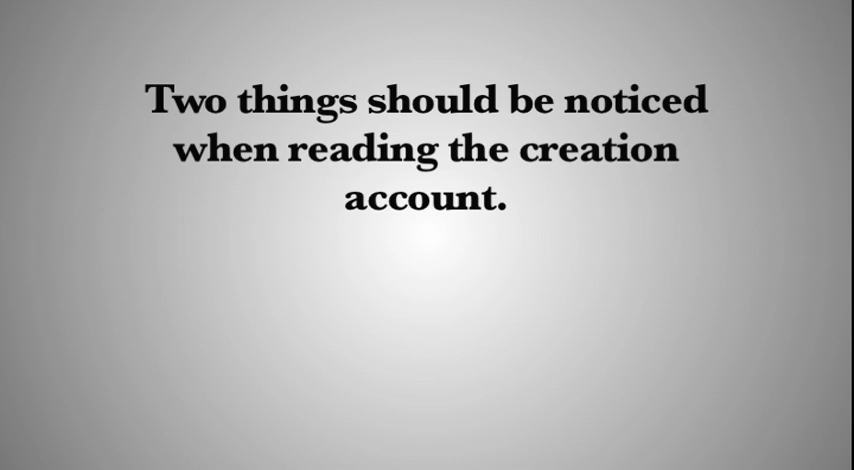 Two things should be noticed
when reading the creation
account.